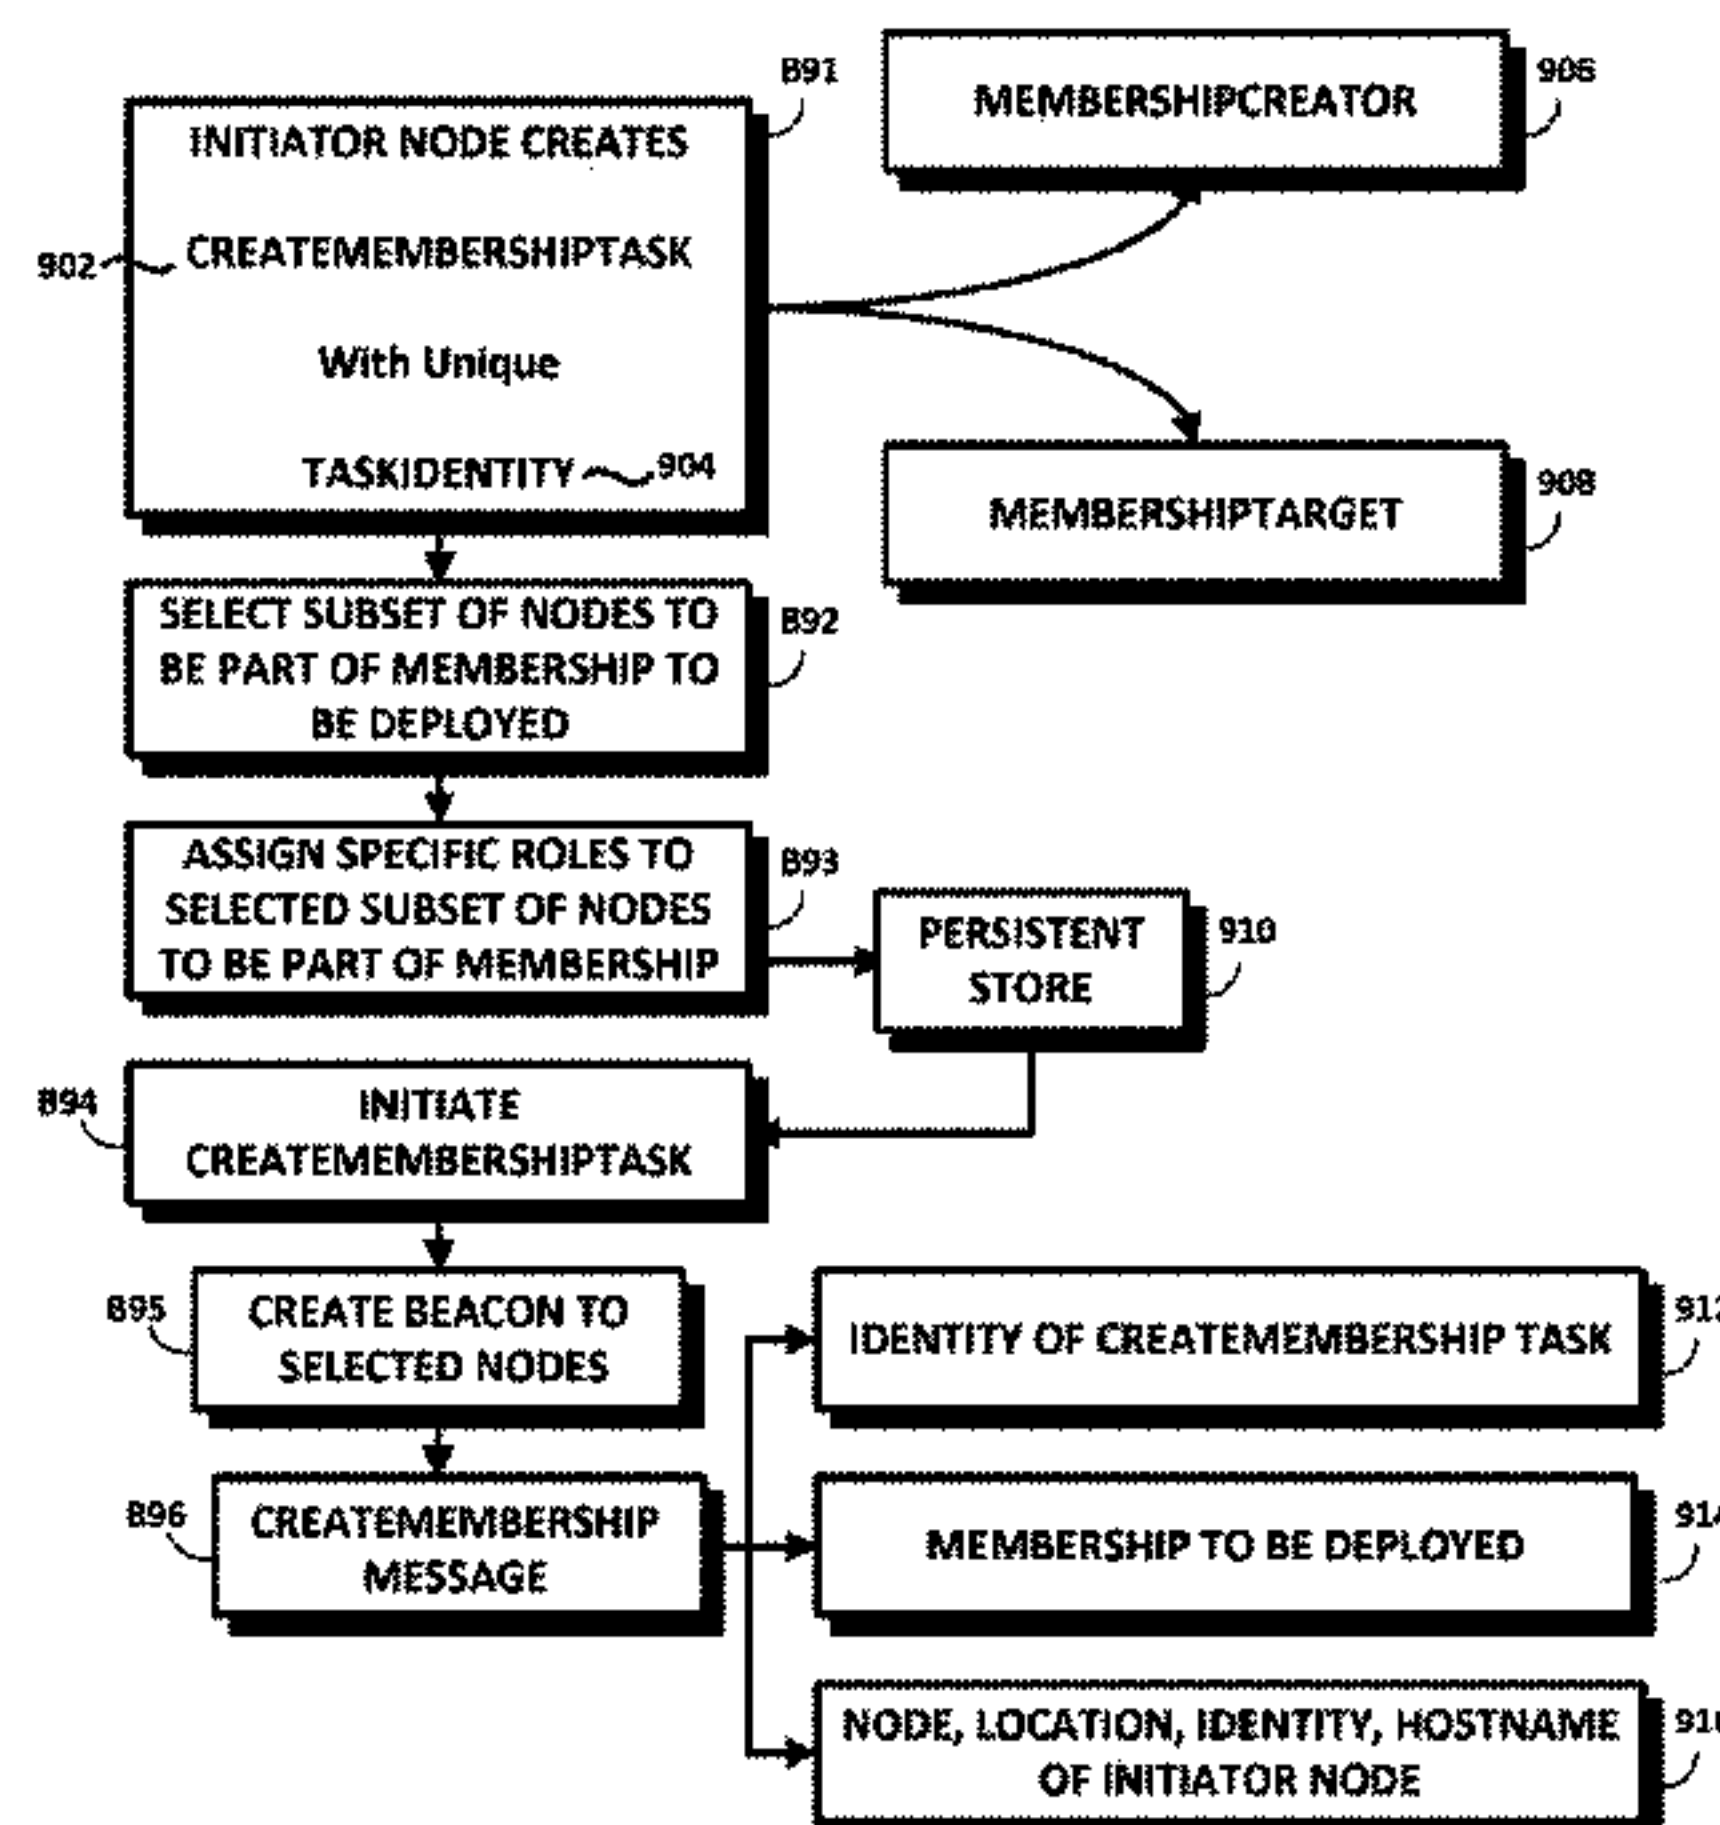 891
INITIATOR NODE CREATES
902
CREATEMEMBERSHIPTASK
With Unique
TASKIDENTITY
904
MEMBERSHIPCREATOR
906
MEMBERSHIPTARGET
908
SELECT SUBSET OF NODES TO
BE PART OF MEMBERSHIP TO
BE DEPLOYED
892
ASSIGN SPECIFIC ROLES TO
SELECTED SUBSET OF NODES
TO BE PART OF MEMBERSHIP
893
PERSISTENT
STORE
910
894
INITIATE
CREATEMEMBERSHIPTASK
895
CREATE BEACON TO
SELECTED NODES
896
CREATEMEMBERSHIP
MESSAGE
IDENTITY OF CREATEMEMBERSHIP TASK
MEMBERSHIP TO BE DEPLOYED
NODE, LOCATION, IDENTITY, HOSTNAME
OF INITIATOR NODE